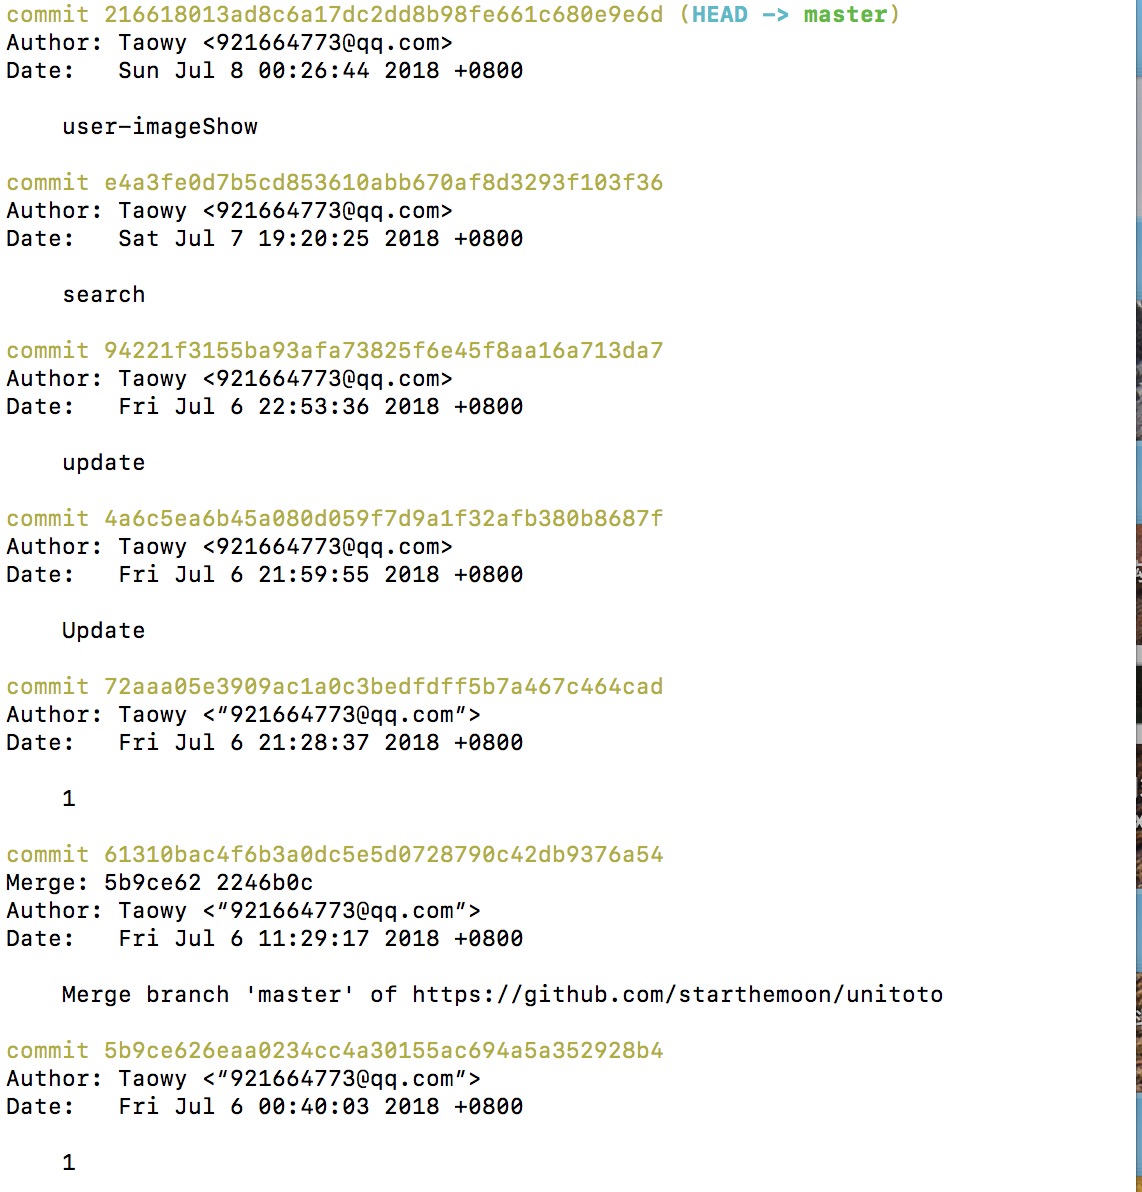 commit 216618013ad8c6a17dc2dd8b98fe661c680e9e6d (HEAD -> master)
Author: Taowy <921664773@qq.com>
Date:   Sun Jul 8 00:26:44 2018 +0800
user-imageShow
commit e4a3fe0d7b5cd853610abb670af8d3293f103f36
Author: Taowy <921664773@qq.com>
Date:   Sat Jul 7 19:20:25 2018 +0800
search
commit 94221f3155ba93afa73825f6e45f8aa16a713da7
Author: Taowy <921664773@qq.com>
Date:   Fri Jul 6 22:53:36 2018 +0800
update
commit 4a6c5ea6b45a080d059f7d9a1f32afb380b8687f
Author: Taowy <921664773@qq.com>
Date:   Fri Jul 6 21:59:55 2018 +0800
Update
commit 72aaa05e3909ac1a0c3bedfdff5b7a467c464cad
Author: Taowy <“921664773@qq.com”>
Date:   Fri Jul 6 21:28:37 2018 +0800
1
commit 61310bac4f6b3a0dc5e5d0728790c42db9376a54
Merge: 5b9ce62 2246b0c
Author: Taowy <“921664773@qq.com”>
Date:   Fri Jul 6 11:29:17 2018 +0800
Merge branch 'master' of https://github.com/starthemoon/unitoto
commit 5b9ce626eaa0234cc4a30155ac694a5a352928b4
Author: Taowy <“921664773@qq.com”>
Date:   Fri Jul 6 00:40:03 2018 +0800
1